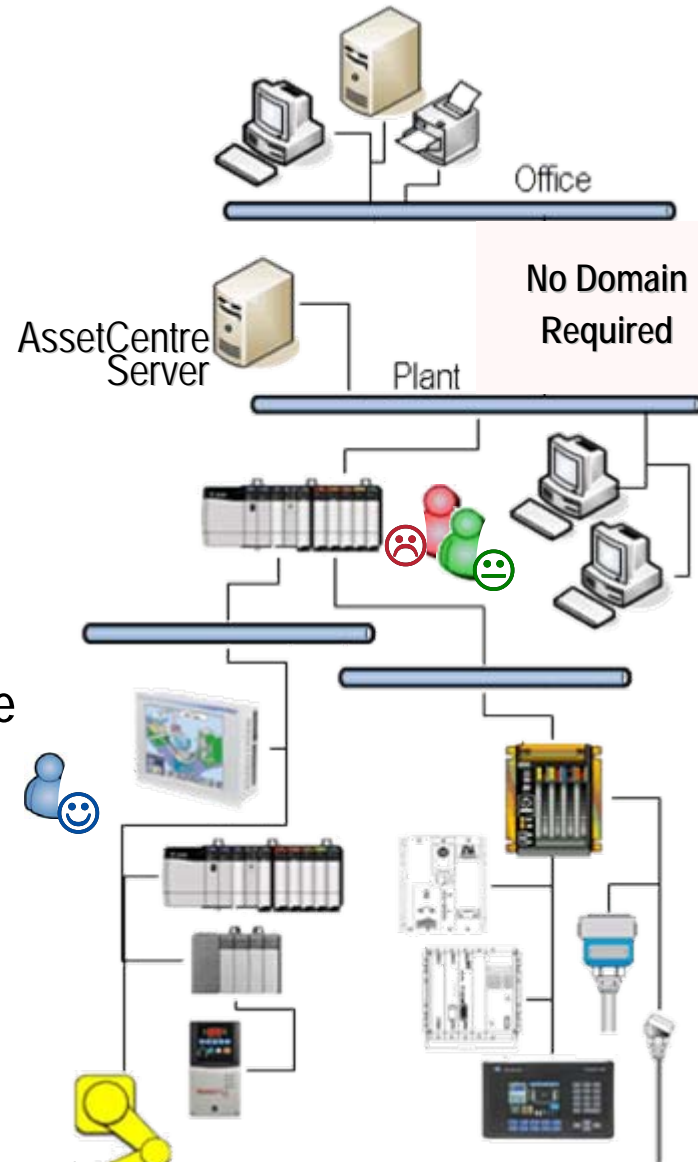 Office
No Domain
Required
AssetCentre
Server
Plant
e